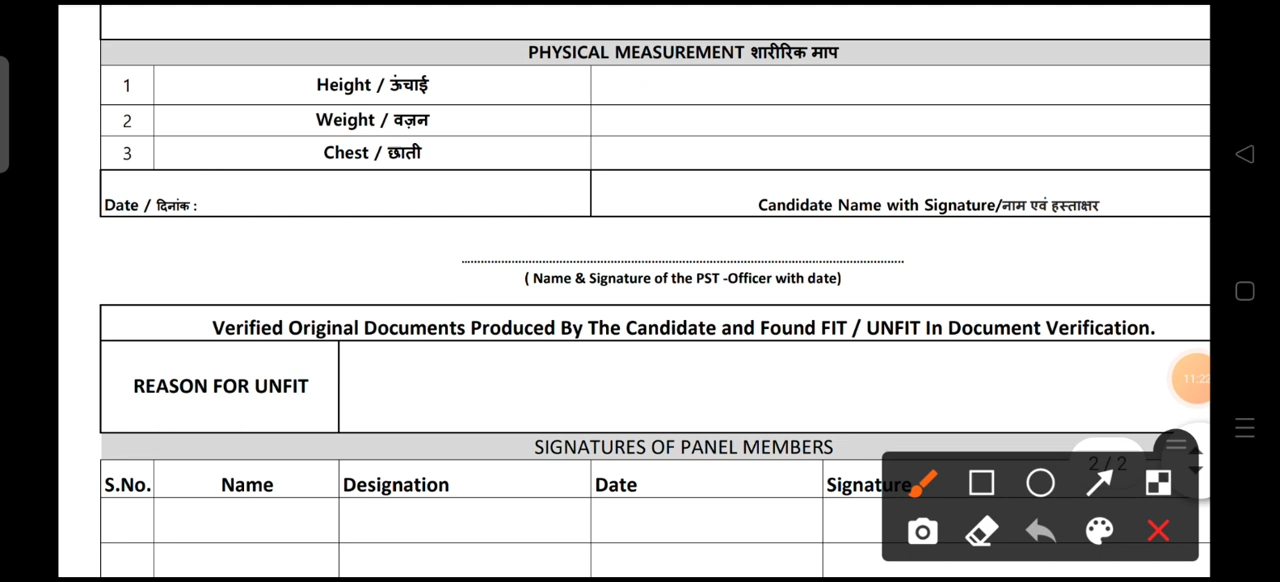 PHYSICAL MEASUREMENT शारीरिक माप
1 Height / ऊंचाई
2 Weight / वज़न
3 Chest / छाती
Date / दिनांक : Candidate Name with Signature/नाम एवं हस्ताक्षर
( Name & Signature of the PST -Officer with date)
Verified Original Documents Produced By The Candidate and Found FIT / UNFIT In Document Verification.
REASON FOR UNFIT
11:22
SIGNATURES OF PANEL MEMBERS
2 / 2
S.No. Name Designation Date Signature